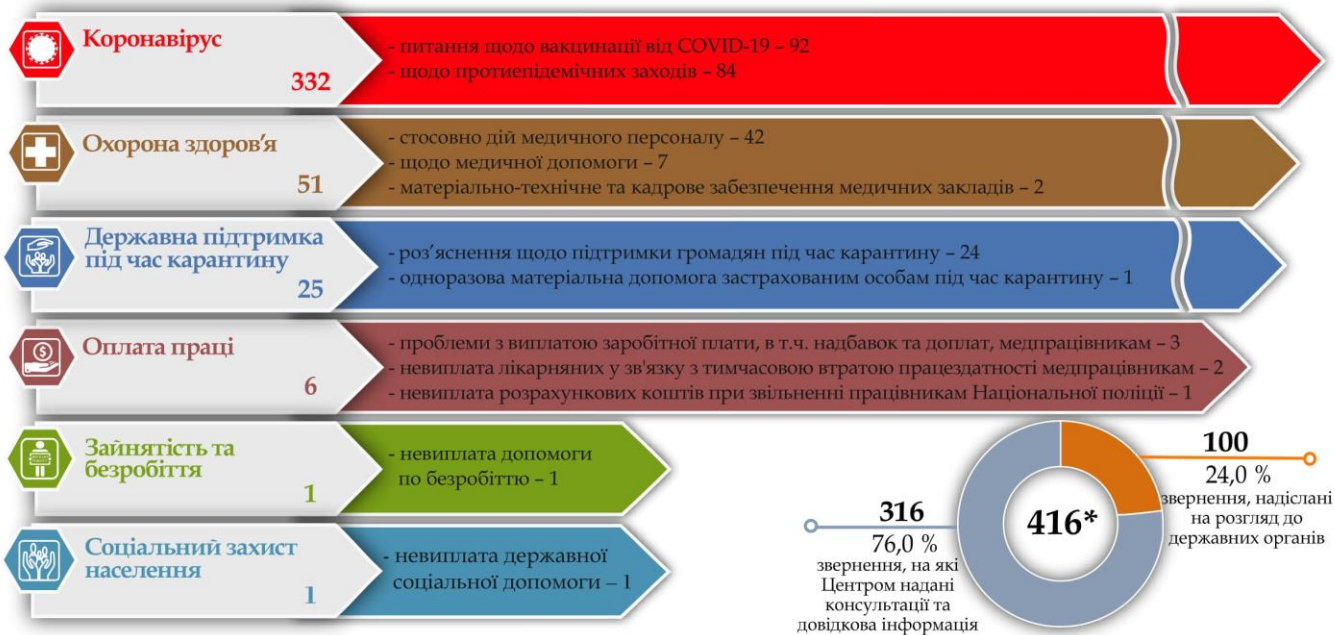 Коронавірус
332
- питання щодо вакцинації від COVID-19 – 92
- щодо протиепідемічних заходів – 84
Охорона здоров'я
51
- стосовно дій медичного персоналу – 42
- щодо медичної допомоги – 7
- матеріально-технічне та кадрове забезпечення медичних закладів – 2
Державна підтримка
під час карантину
25
- роз'яснення щодо підтримки громадян під час карантину – 24
- одноразова матеріальна допомога застрахованим особам під час карантину – 1
Оплата праці
6
- проблеми з виплатою заробітної плати, в т.ч. надбавок та доплат, медпрацівникам – 3
- невиплата лікарняних у зв'язку з тимчасовою втратою працездатності медпрацівникам – 2
- невиплата розрахункових коштів при звільненні працівникам Національної поліції – 1
Зайнятість та
безробіття
1
- невиплата допомоги
по безробіттю – 1
Соціальний захист
населення
1
- невиплата державної
соціальної допомоги – 1
316
76,0 %
звернення, на які
Центром надані
консультації та
довідкова інформація
416*
100
24,0 %
звернення, надіслані
на розгляд до
державних органів